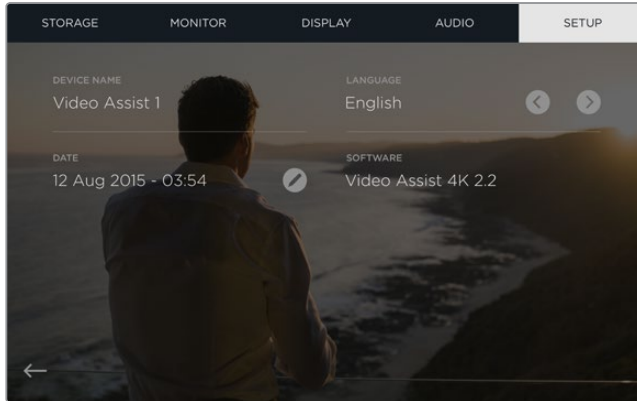 STORAGE MONITOR DISPLAY AUDIO SETUP
DEVICE NAME LANGUAGE
Video Assist 1 English
DATE SOFTWARE
12 Aug 2015 - 03:54 Video Assist 4K 2.2